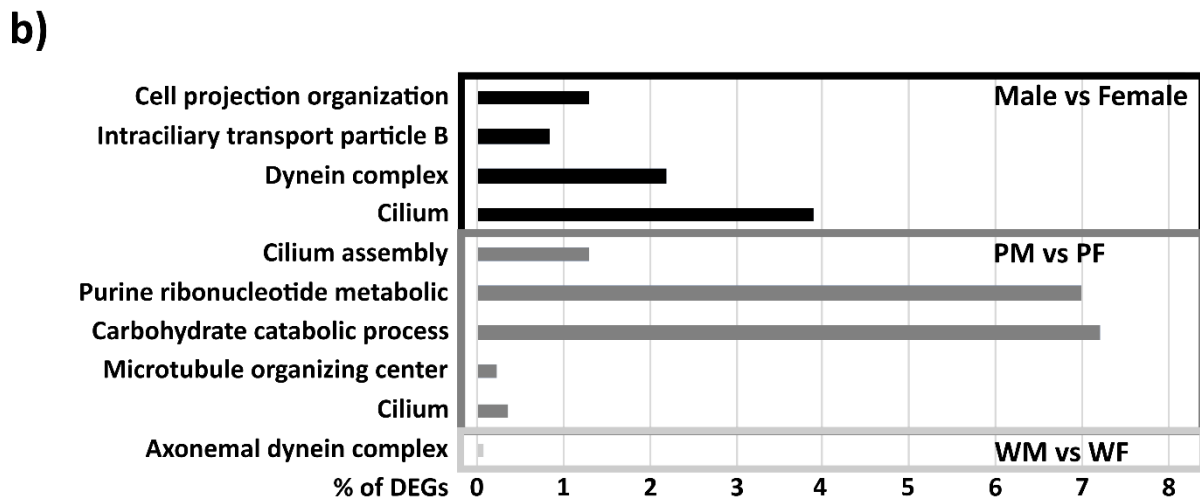 b)
Cell projection organization
Male vs Female
Intraciliary transport particle B
Dynein complex
Cilium
Cilium assembly
PM vs PF
Purine ribonucleotide metabolic
Carbohydrate catabolic process
Microtubule organizing center
Cilium
Axonemal dynein complex
WM vs WF
% of DEGs 0 1 2 3 4 5 6 7 8